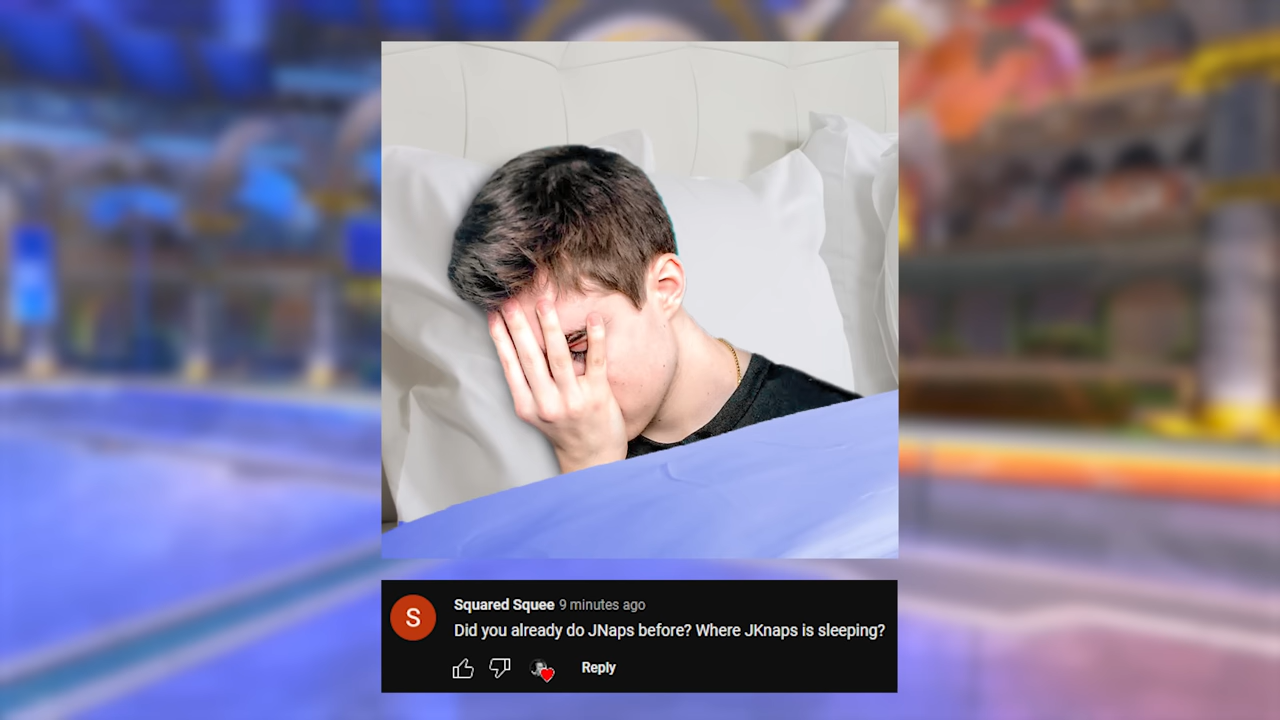 S
Squared Squee 9 minutes ago
Did you already do JNaps before? Where JKnaps is sleeping?
Reply